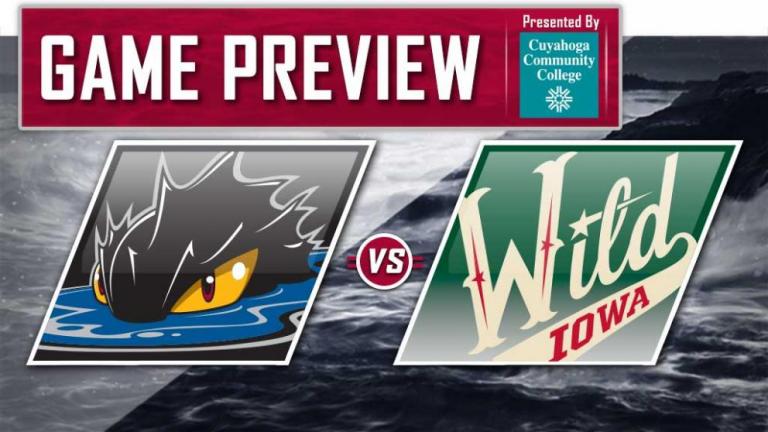 GAME PREVIEW
Presented By
Cuyahoga
Community
College
VS
Wild
IOWA